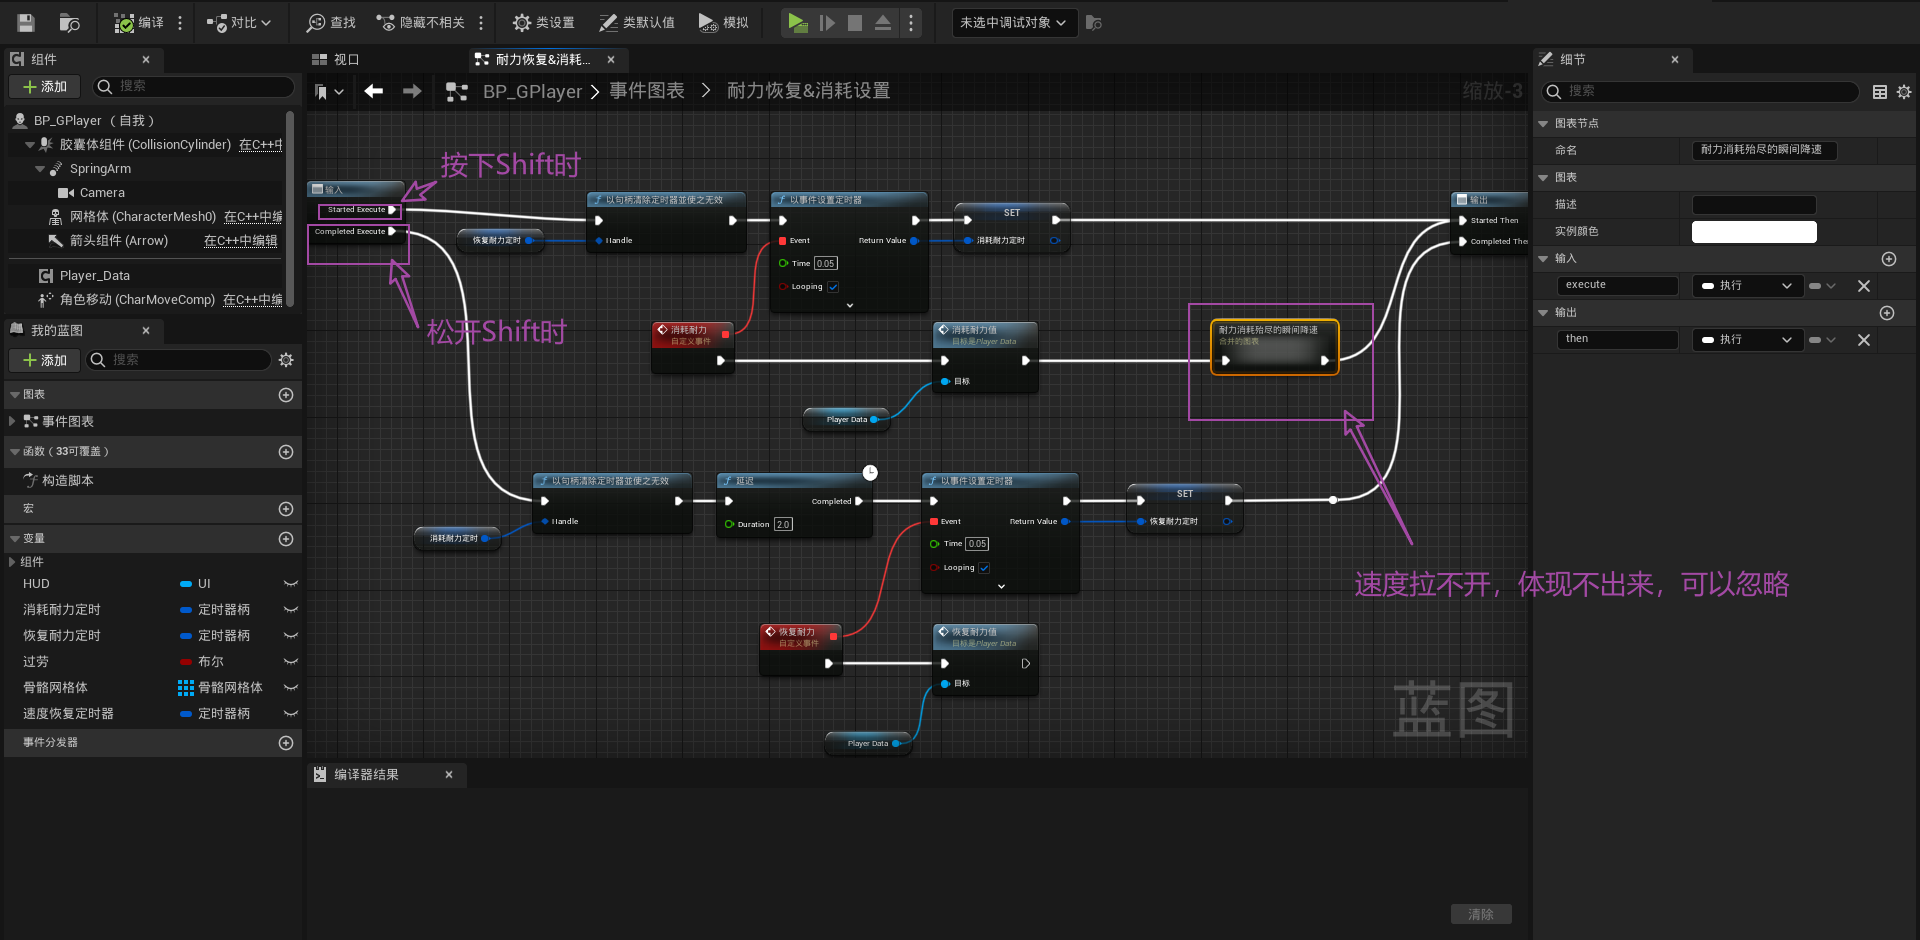 编译
对比
查找
隐藏不相关
类设置
类默认值
模拟
未选中调试对象
组件
添加
搜索
BP_GPlayer （自我）
胶囊体组件 (CollisionCylinder) 在C++中编
SpringArm
Camera
网格体 (CharacterMesh0) 在C++中编
箭头组件 (Arrow) 在C++中编辑
Player_Data
角色移动 (CharMoveComp) 在C++中编
我的蓝图
添加
搜索
图表
事件图表
函数（33可覆盖）
构造脚本
宏
变量
组件
HUD UI
消耗耐力定时 定时器柄
恢复耐力定时 定时器柄
过劳 布尔
骨骼网格体 骨骼网格体
速度恢复定时器 定时器柄
事件分发器
视口
耐力恢复&消耗...
BP_GPlayer > 事件图表 > 耐力恢复&消耗设置
缩放-3
按下Shift时
输入
Started Execute
Completed Execute
松开Shift时
恢复耐力定时
以句柄清除定时器並使之无效
Handle
以事件设置定时器
Event Return Value
Time 0.05
Looping
SET
消耗耐力定时
输出
Started Then
Completed The
消耗耐力
自定义事件
消耗耐力值
目标是Player Data
目标
Player Data
耐力消耗殆尽的瞬间降速
合并的图表
速度拉不开，体现不出来，可以忽略
消耗耐力定时
以句柄清除定时器並使之无效
Handle
延迟
Completed
Duration 2.0
以事件设置定时器
Event Return Value
Time 0.05
Looping
SET
恢复耐力定时
恢复耐力
自定义事件
恢复耐力值
目标是Player Data
目标
Player Data
蓝图
编译器结果
清除
细节
搜索
图表节点
命名 耐力消耗殆尽的瞬间降速
图表
描述
实例颜色
输入
execute 执行
输出
then 执行